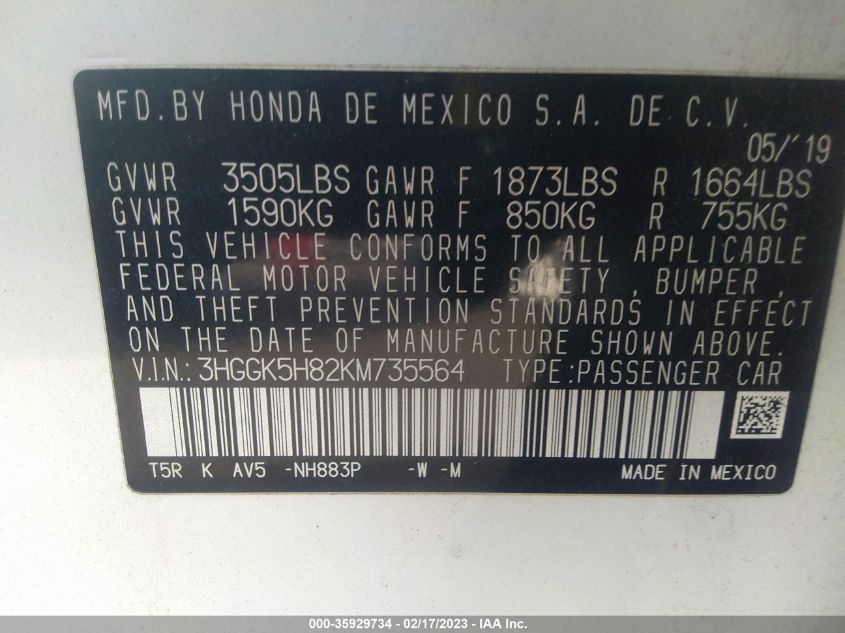 MFD.BY HONDA DE MEXICO S.A. DE C.V.
05/'19
GVWR 3505LBS GAWR F 1873LBS R 1664LBS
GVWR 1590KG GAWR F 850KG R 755KG
THIS VEHICLE CONFORMS TO ALL APPLICABLE
FEDERAL MOTOR VEHICLE SAFETY , BUMPER ,
AND THEFT PREVENTION STANDARDS IN EFFECT
ON THE DATE OF MANUFACTURE SHOWN ABOVE.
V.I.N.: 3HGGK5H82KM735564 TYPE:PASSENGER CAR
T5R K AV5 -NH883P -W -M MADE IN MEXICO
000-35929734 - 02/17/2023 - IAA Inc.